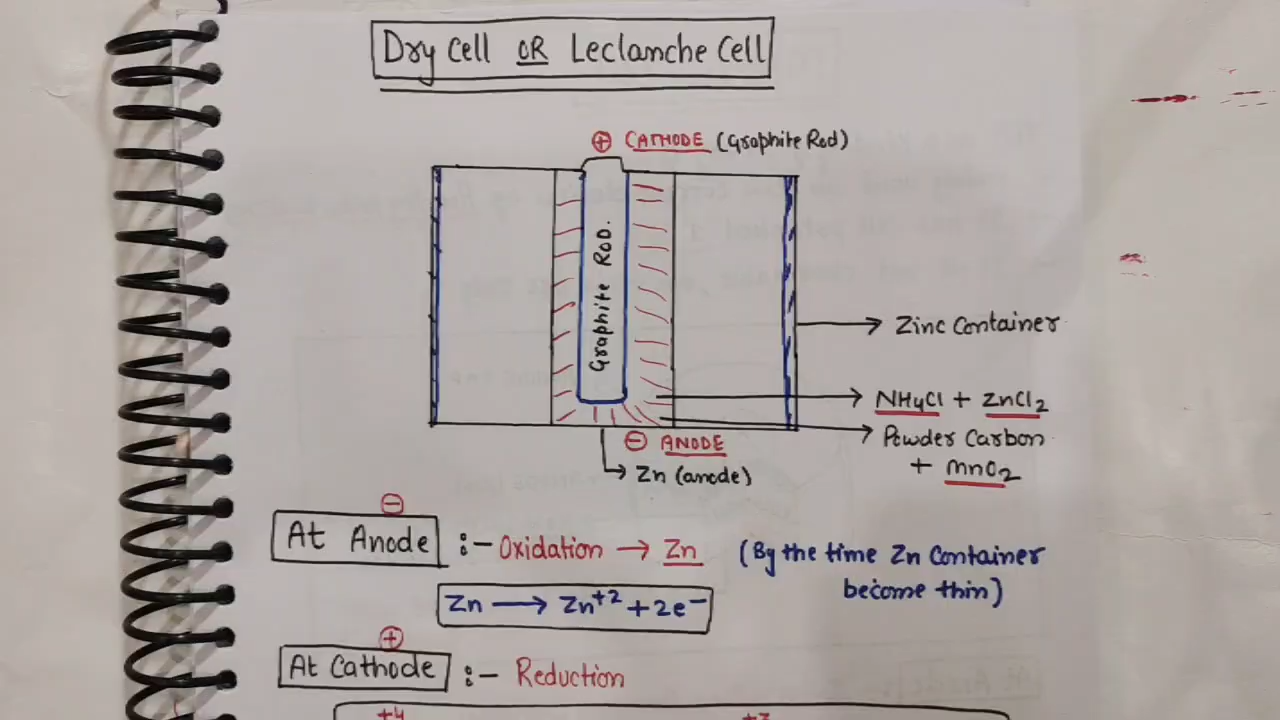 Dry Cell OR Leclanche Cell
⊕ CATHODE (Graphite Rod)
Graphite ROD.
Zinc Container
NH4Cl + ZnCl2
Powder Carbon
+ MnO2
⊖ ANODE
Zn (anode)
⊖
At Anode :- Oxidation → Zn (By the time Zn Container
become thin)
Zn → Zn+2 + 2e-
⊕
At Cathode :- Reduction
+4 +3